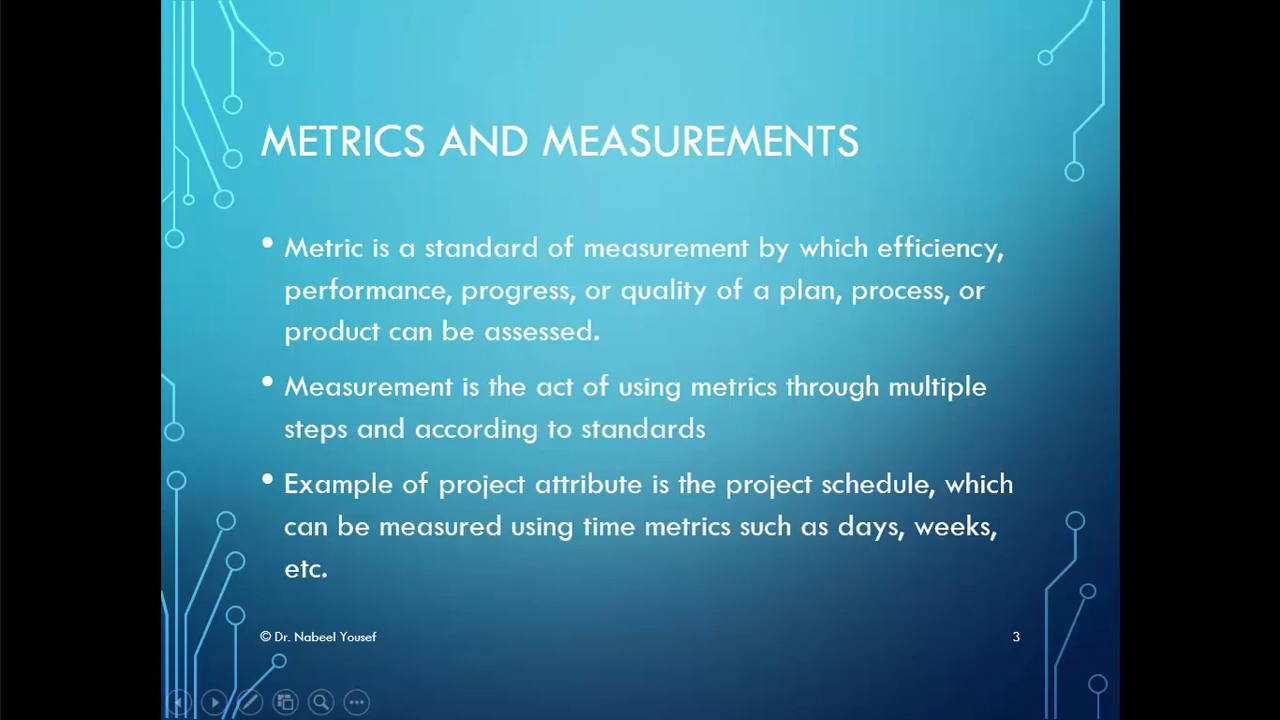 METRICS AND MEASUREMENTS
• Metric is a standard of measurement by which efficiency,
performance, progress, or quality of a plan, process, or
product can be assessed.
• Measurement is the act of using metrics through multiple
steps and according to standards
• Example of project attribute is the project schedule, which
can be measured using time metrics such as days, weeks,
etc.
© Dr. Nabeel Yousef
3